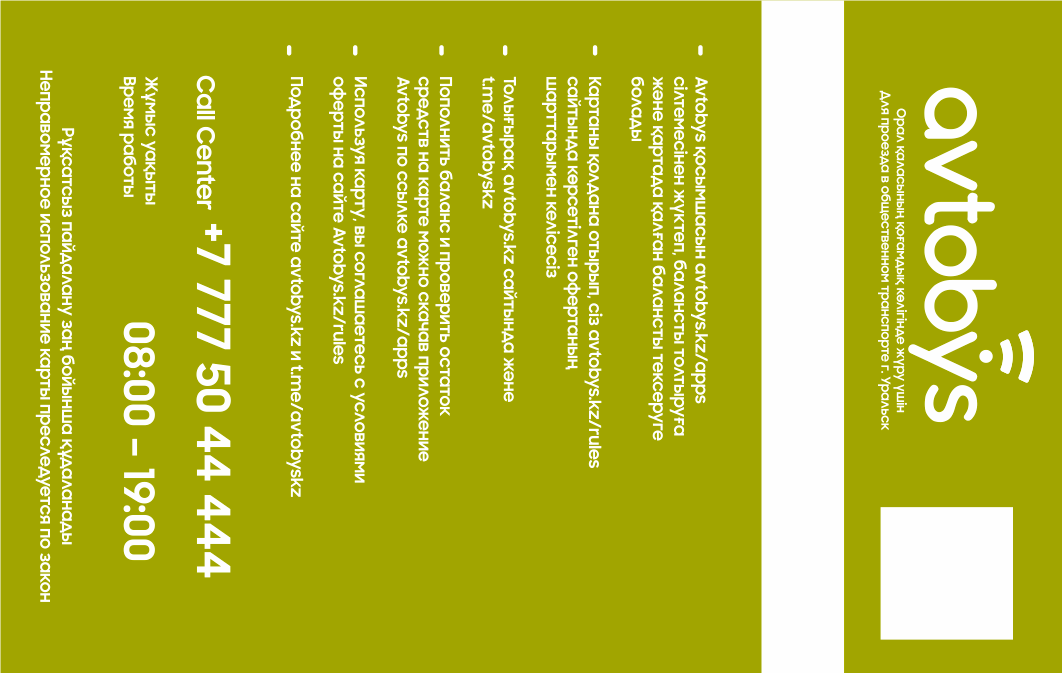 avtobys
Орал қаласының қоғамдық көлігінде жүру үшін
Для проезда в общественном транспорте г. Уральск
- Avtobys қосымшасын avtobys.kz/apps
сілтемесінен жүктеп, балансты толтыруға
және картада қалған балансты тексеруге
болады
- Картаны қолдана отырып, сіз avtobys.kz/rules
сайтында көрсетілген офертаның
шарттарымен келісесіз
- Толығырақ avtobys.kz сайтында және
t.me/avtobyskz
- Пополнить баланс и проверить остаток
средств на карте можно скачав приложение
Avtobys по ссылке avtobys.kz/apps
- Используя карту, вы соглашаетесь с условиями
оферты на сайте Avtobys.kz/rules
- Подробнее на сайте avtobys.kz и t.me/avtobyskz
Call Center +7 777 50 44 444
Жұмыс уақыты
Время работы
08:00 – 19:00
Рұқсатсыз пайдалану заң бойынша құдаланады
Неправомерное использование карты преследуется по закон